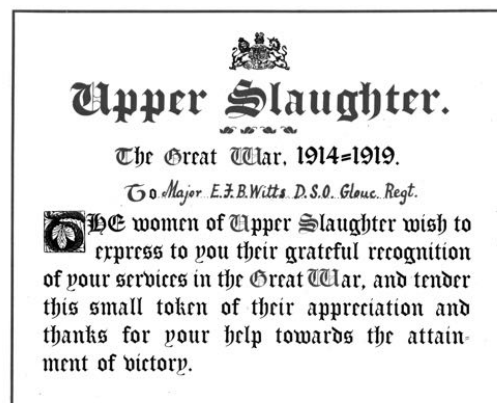 Upper Slaughter.
The Great War, 1914=1919.
To Major E.F.B. Witts D.S.O. Glouc. Regt.
THE women of Upper Slaughter wish to
express to you their grateful recognition
of your services in the Great War, and tender
this small token of their appreciation and
thanks for your help towards the attain-
ment of victory.